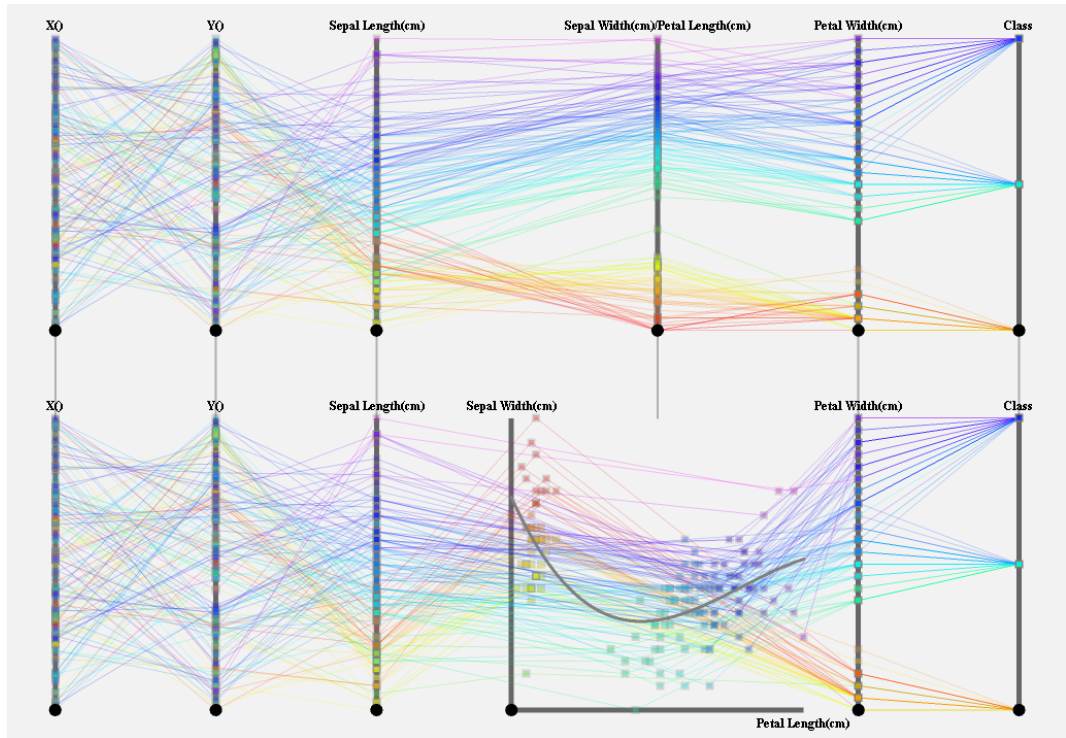 X() Y() Sepal Length(cm) Sepal Width(cm)/Petal Length(cm) Petal Width(cm) Class
X() Y() Sepal Length(cm) Sepal Width(cm) Petal Width(cm) Class
Petal Length(cm)